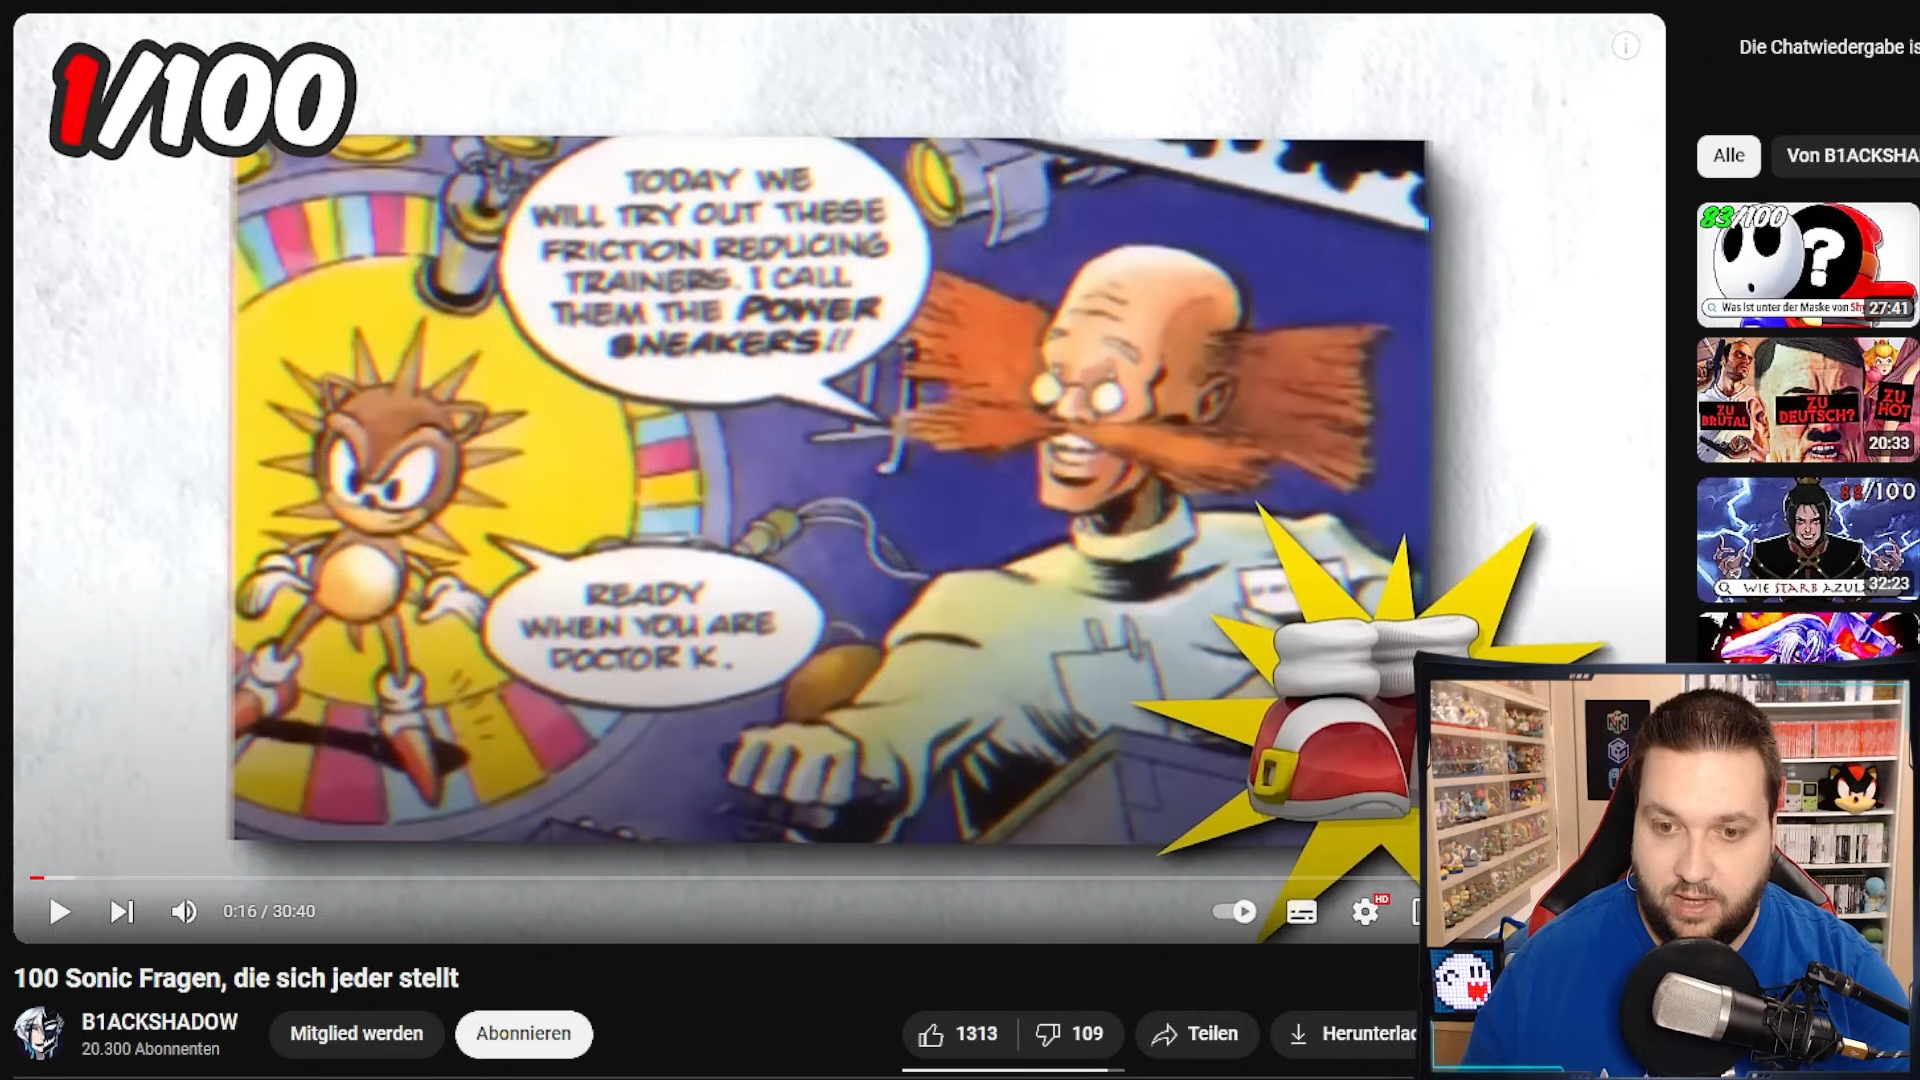 1/100
TODAY WE
WILL TRY OUT THESE
FRICTION REDUCING
TRAINERS. I CALL
THEM THE POWER
SNEAKERS!!
READY
WHEN YOU ARE
DOCTOR K.
0:16 / 30:40
HD
100 Sonic Fragen, die sich jeder stellt
B1ACKSHADOW
20.300 Abonnenten
Mitglied werden
Abonnieren
1313
109
Teilen
Herunterlad
Die Chatwiedergabe is
Alle
Von B1ACKSHA
83/100
Was ist unter der Maske von Sh
27:41
ZU
BRUTAL
ZU
DEUTSCH?
ZU
HOT
20:33
88/100
WIE STARB AZULA
32:23